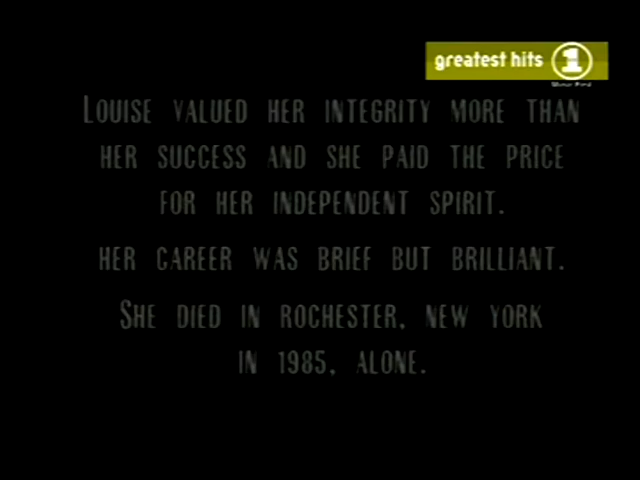 greatest hits 1
LOUISE VALUED HER INTEGRITY MORE THAN
HER SUCCESS AND SHE PAID THE PRICE
FOR HER INDEPENDENT SPIRIT.
HER CAREER WAS BRIEF BUT BRILLIANT.
SHE DIED IN ROCHESTER, NEW YORK
IN 1985, ALONE.